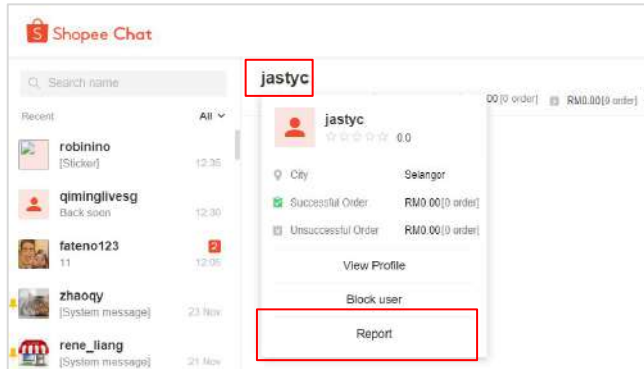 Shopee Chat
Search name
Recent
All
robinino
[Sticker]
12:35
qiminglivesg
Back soon
12:30
fateno123
2
11
12:05
zhaoqy
[System message]
23 Nov
rene_liang
[System message]
21 Nov
jastyc
00[0 order]
RM0.00[0 order]
jastyc
0.0
City
Selangor
Successful Order
RM0.00[0 order]
Unsuccessful Order
RM0.00[0 order]
View Profile
Block user
Report